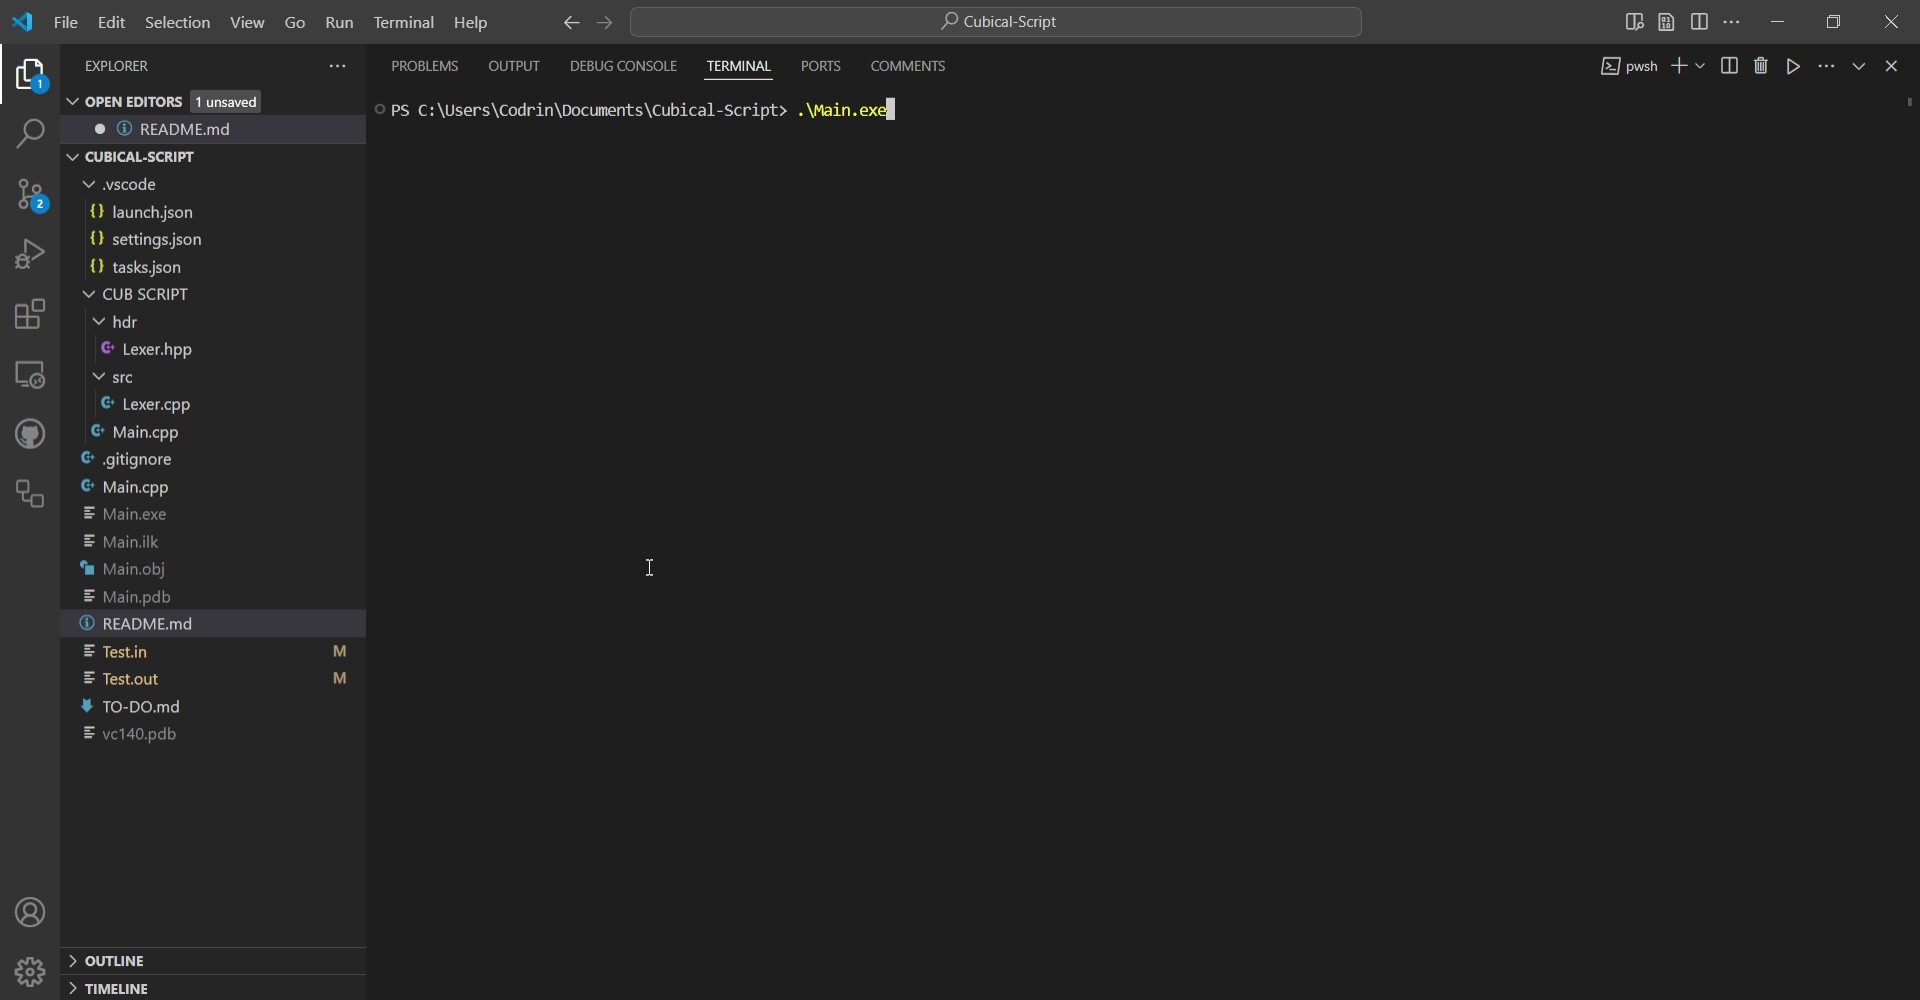 File Edit Selection View Go Run Terminal Help
Cubical-Script
EXPLORER
1
OPEN EDITORS 1 unsaved
README.md
CUBICAL-SCRIPT
.vscode
2
{} launch.json
{} settings.json
{} tasks.json
CUB SCRIPT
hdr
Lexer.hpp
src
Lexer.cpp
Main.cpp
.gitignore
Main.cpp
Main.exe
Main.ilk
Main.obj
Main.pdb
README.md
Test.in M
Test.out M
TO-DO.md
vc140.pdb
OUTLINE
TIMELINE
PROBLEMS OUTPUT DEBUG CONSOLE TERMINAL PORTS COMMENTS
pwsh
PS C:\Users\Codrin\Documents\Cubical-Script> .\Main.exe